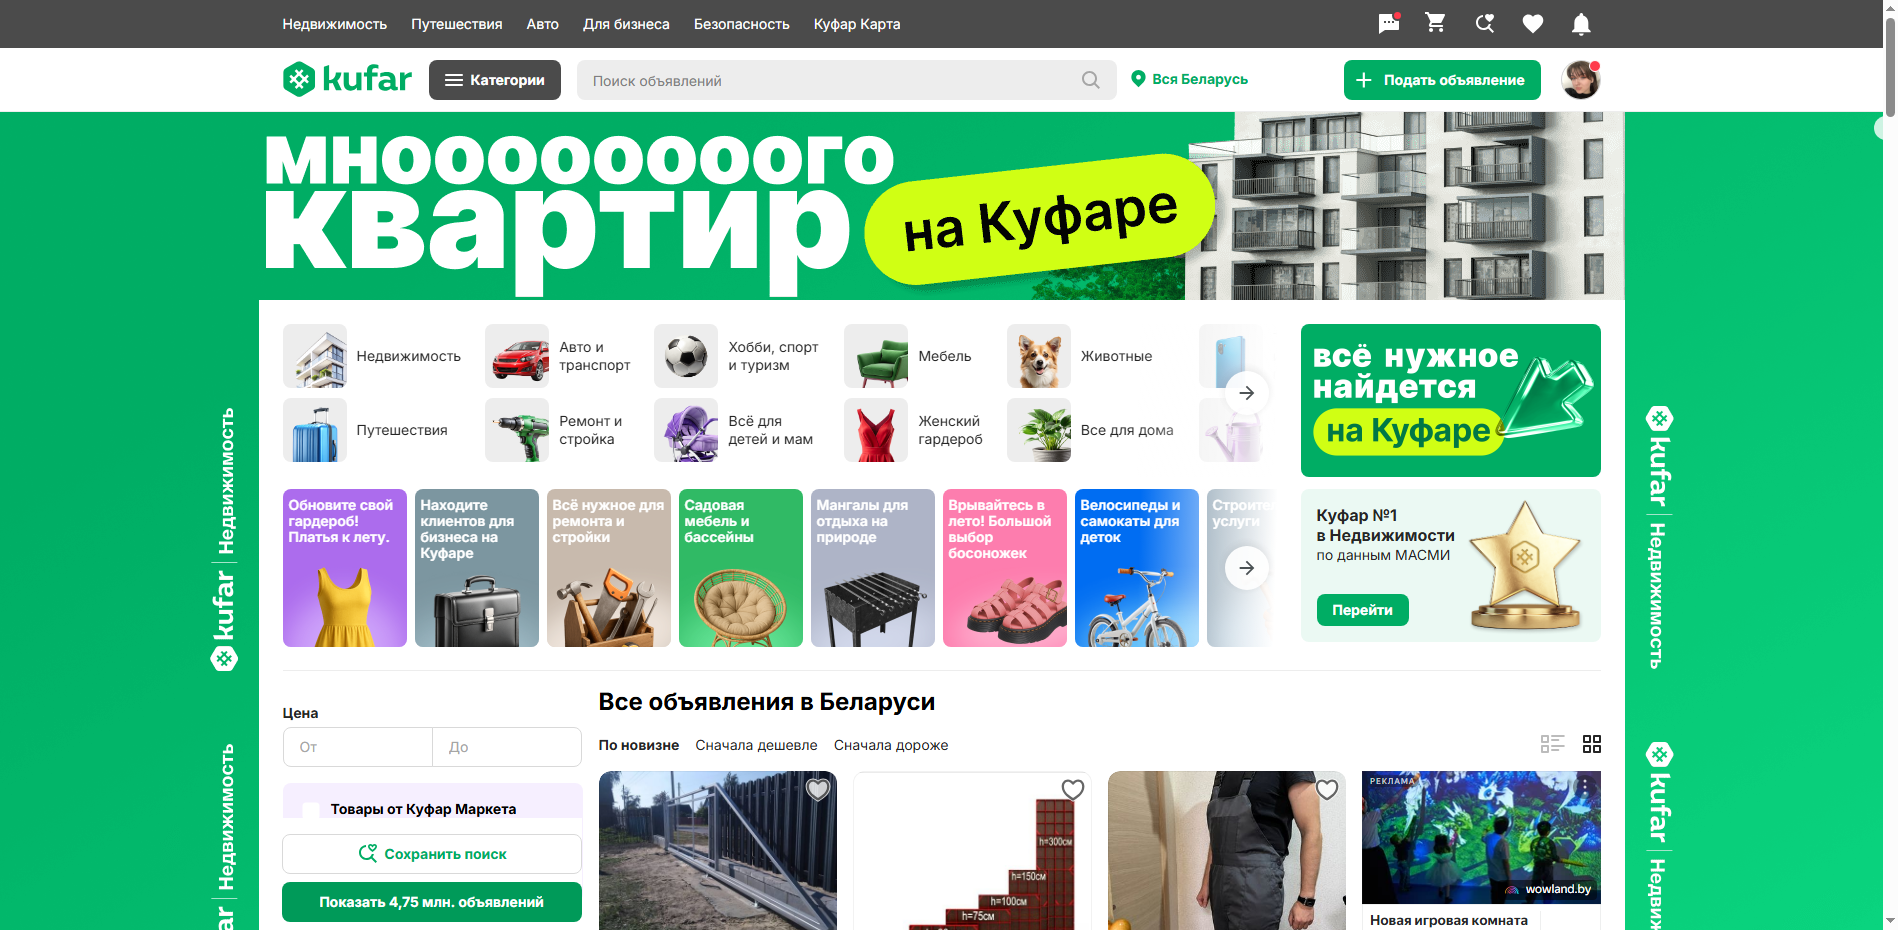 Недвижимость Путешествия Авто Для бизнеса Безопасность Куфар Карта
kufar Категории Поиск объявлений Вся Беларусь Подать объявление
мнооооооооого
квартир
на Куфаре
Недвижимость
Авто и
транспорт
Хобби, спорт
и туризм
Мебель
Животные
Путешествия
Ремонт и
стройка
Всё для
детей и мам
Женский
гардероб
Все для дома
всё нужное
найдется
на Куфаре
Обновите свой
гардероб!
Платья к лету.
Находите
клиентов для
бизнеса на
Куфаре
Всё нужное для
ремонта и
стройки
Садовая
мебель и
бассейны
Мангалы для
отдыха на
природе
Врывайтесь в
лето! Большой
выбор
босоножек
Велосипеды и
самокаты для
деток
Строите
услуги
Куфар №1
в Недвижимости
по данным МАСМИ
Перейти
kufar | Недвижимость
kufar | Недвижимость
Все объявления в Беларуси
Цена
От До
По новизне Сначала дешевле Сначала дороже
Товары от Куфар Маркета
Сохранить поиск
Показать 4,75 млн. объявлений
h=300см
h=150см
h=100см
h=75см
РЕКЛАМА
wowland.by
Новая игровая комната
ar | Недвижимость
kufar | Недвиж